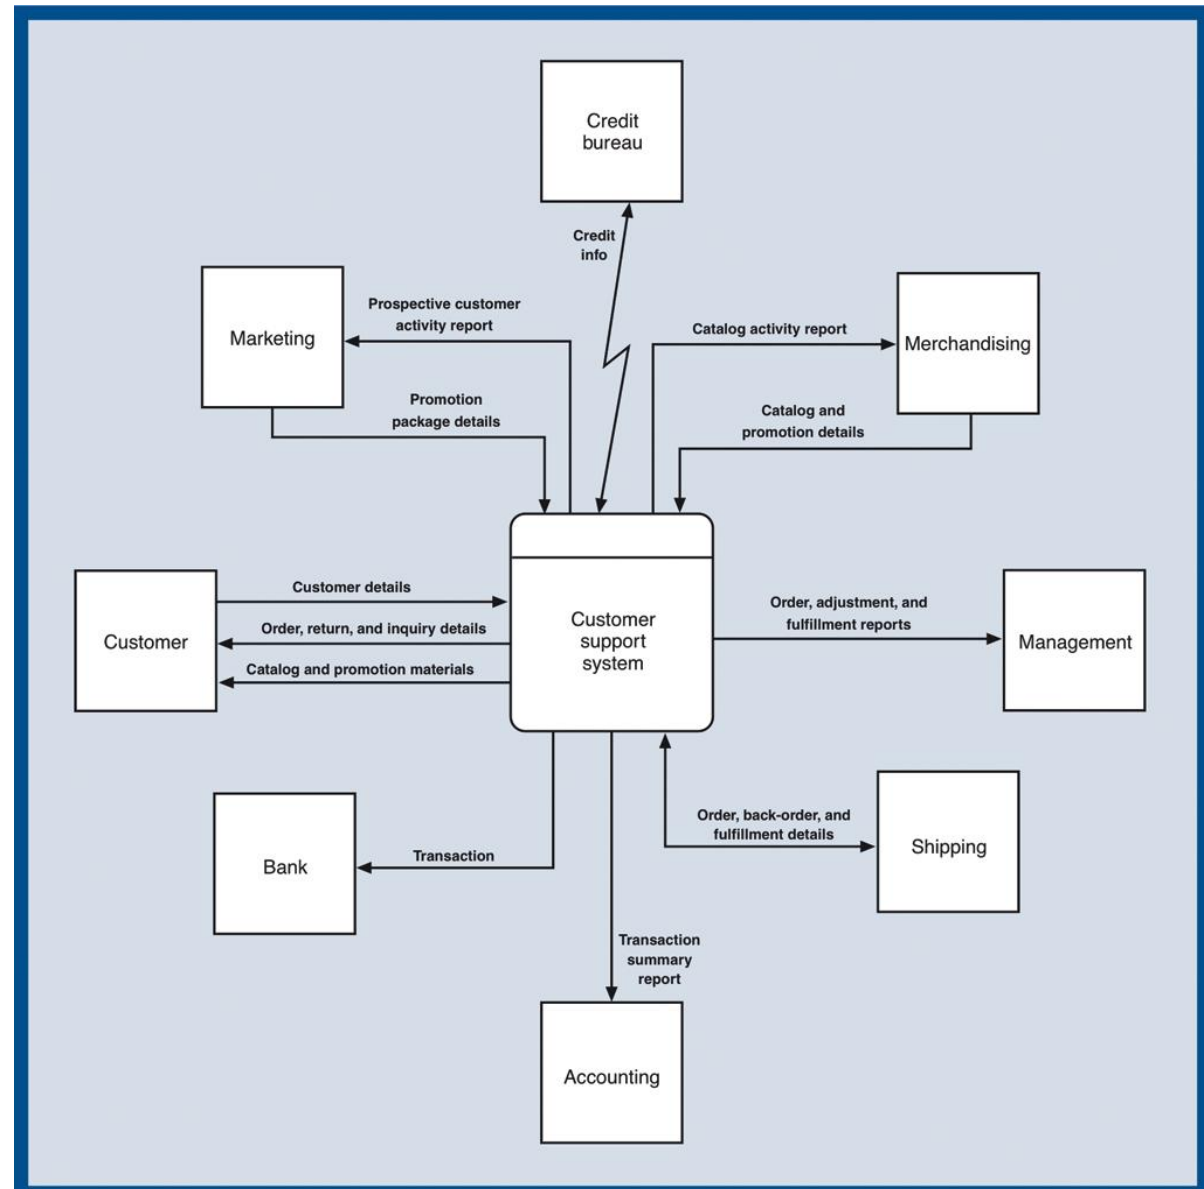 Credit
bureau
Credit
info
Marketing
Prospective customer
activity report
Catalog activity report
Merchandising
Promotion
package details
Catalog and
promotion details
Customer
Customer details
Order, return, and inquiry details
Catalog and promotion materials
Customer
support
system
Order, adjustment, and
fulfillment reports
Management
Bank
Transaction
Order, back-order, and
fulfillment details
Shipping
Transaction
summary
report
Accounting